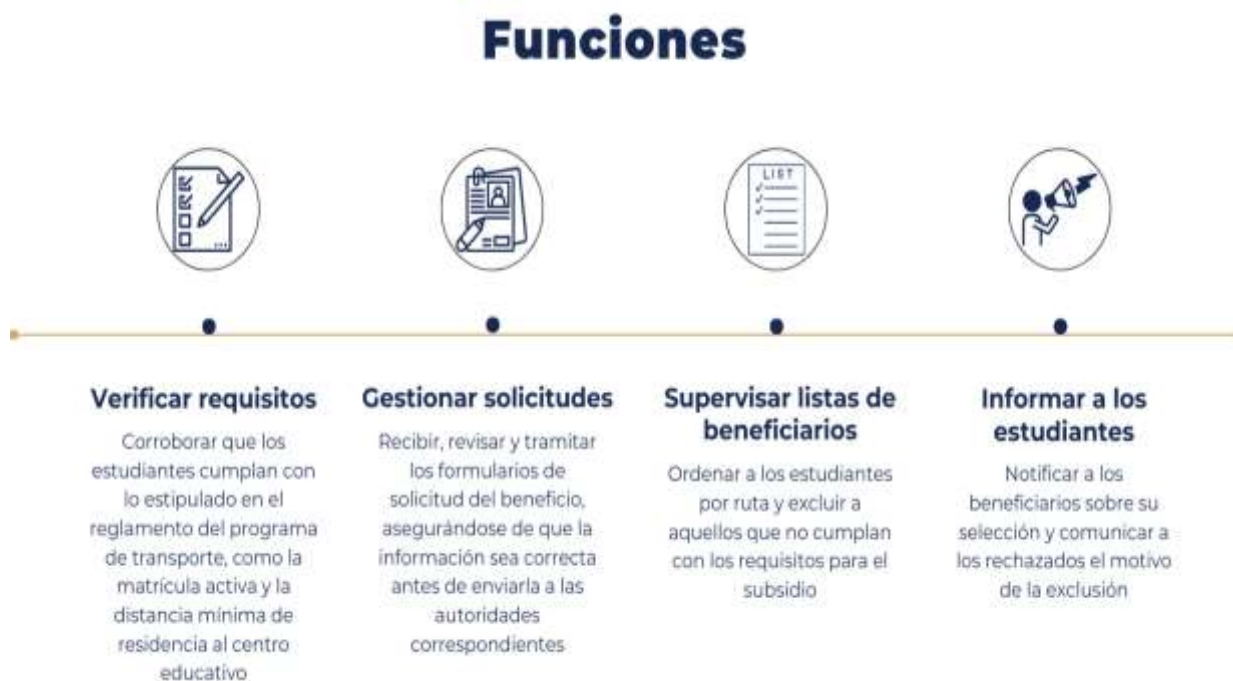 Funciones
LIST
Verificar requisitos
Corroborar que los
estudiantes cumplan con
lo estipulado en el
reglamento del programa
de transporte, como la
matrícula activa y la
distancia mínima de
residencia al centro
educativo
Gestionar solicitudes
Recibir, revisar y tramitar
los formularios de
solicitud del beneficio,
asegurándose de que la
información sea correcta
antes de enviarla a las
autoridades
correspondientes
Supervisar listas de
beneficiarios
Ordenar a los estudiantes
por ruta y excluir a
aquellos que no cumplan
con los requisitos para el
subsidio
Informar a los
estudiantes
Notificar a los
beneficiarios sobre su
selección y comunicar a
los rechazados el motivo
de la exclusión